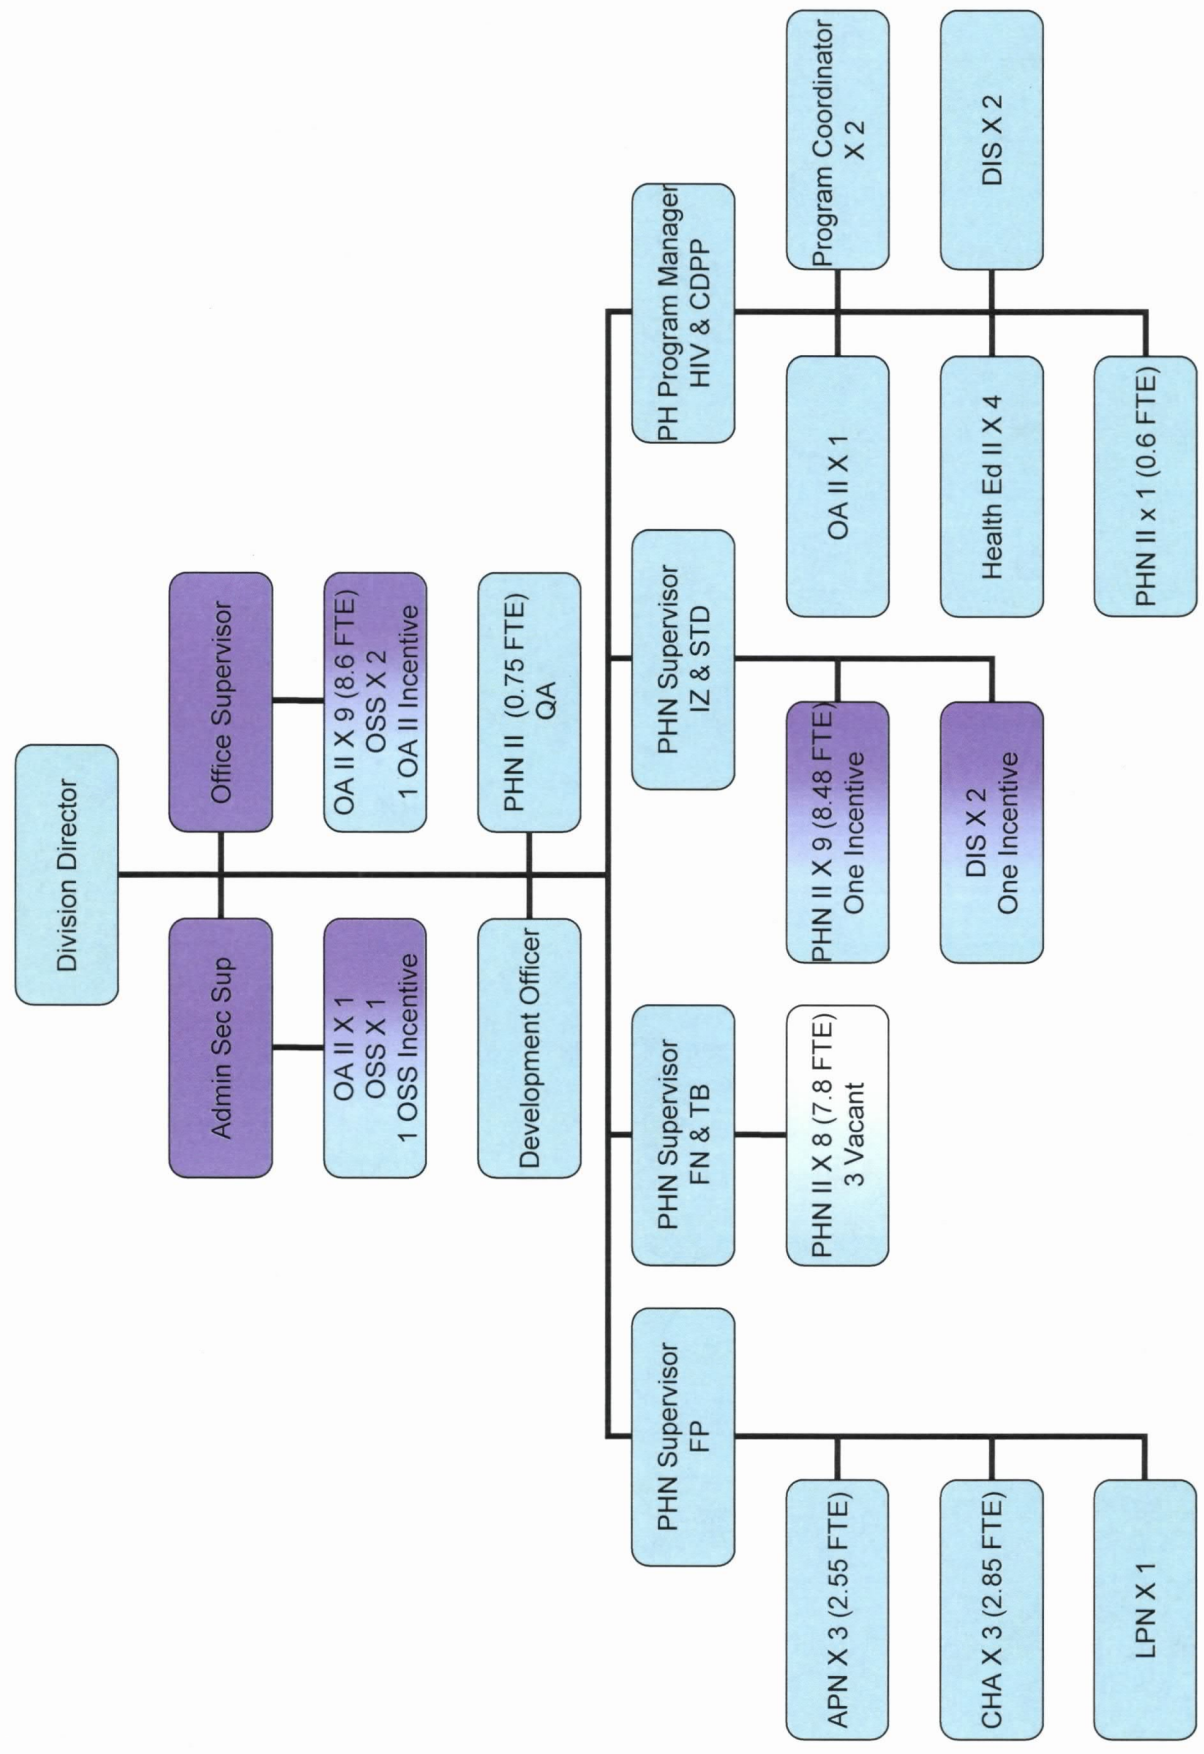 Division Director
Admin Sec Sup
Office Supervisor
OA II X 1
OSS X 1
1 OSS Incentive
OA II X 9 (8.6 FTE)
OSS X 2
1 OA II Incentive
Development Officer
PHN II (0.75 FTE)
QA
PHN Supervisor
FP
PHN Supervisor
FN & TB
PHN Supervisor
IZ & STD
PH Program Manager
HIV & CDPP
APN X 3 (2.55 FTE)
CHA X 3 (2.85 FTE)
LPN X 1
PHN II X 8 (7.8 FTE)
3 Vacant
PHN II X 9 (8.48 FTE)
One Incentive
DIS X 2
One Incentive
OA II X 1
Program Coordinator
X 2
Health Ed II X 4
DIS X 2
PHN II x 1 (0.6 FTE)